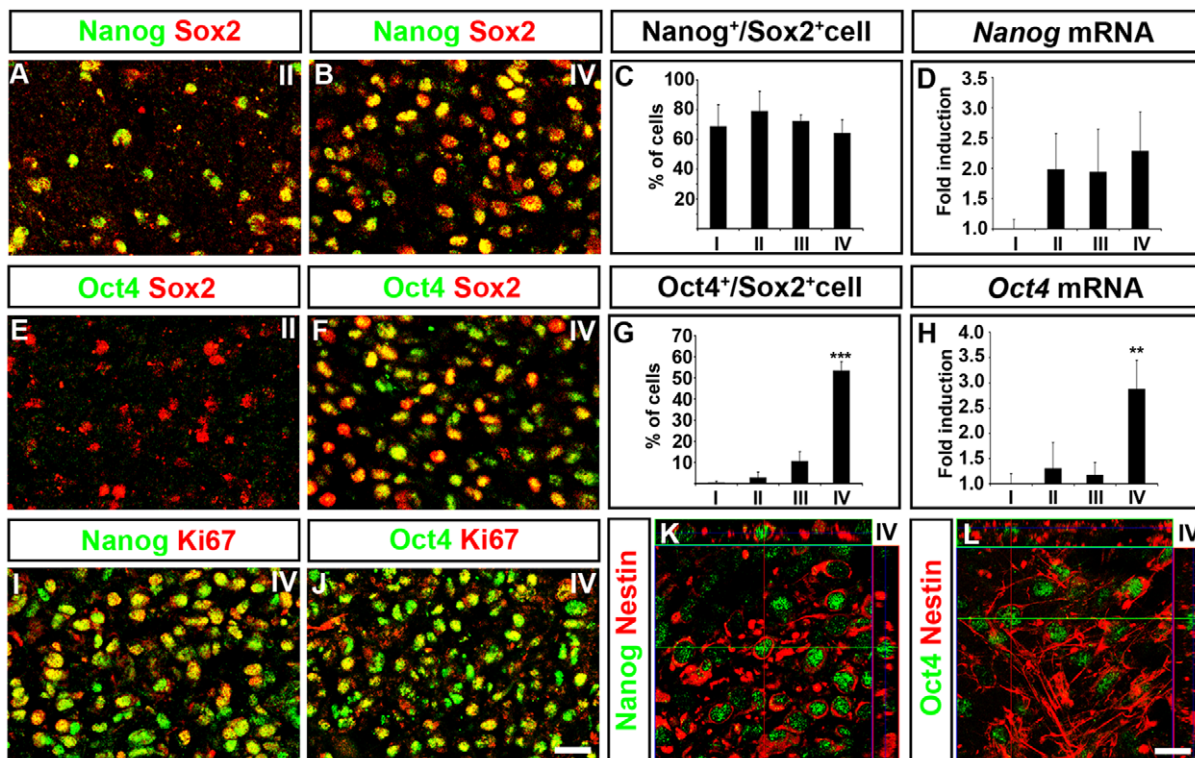 Nanog Sox2
Nanog Sox2
Nanog⁺/Sox2⁺cell
Nanog mRNA
A
II
B
IV
C
% of cells
100
80
60
40
20
I II III IV
D
Fold induction
3.5
3.0
2.5
2.0
1.5
1.0
I II III IV
Oct4 Sox2
Oct4 Sox2
Oct4⁺/Sox2⁺cell
Oct4 mRNA
E
II
F
IV
G
% of cells
70
60
50
40
30
20
10
***
I II III IV
H
Fold induction
4.0
3.5
3.0
2.5
2.0
1.5
1.0
**
I II III IV
Nanog Ki67
Oct4 Ki67
I
IV
J
IV
Nanog Nestin
K
IV
Oct4 Nestin
L
IV